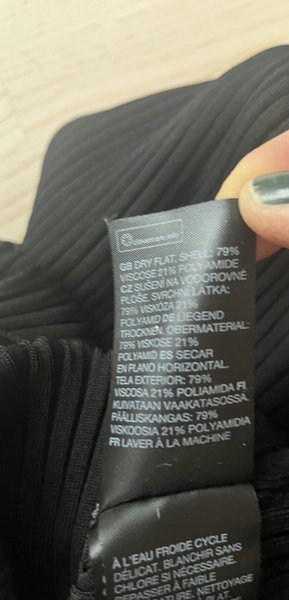 GB DRY FLAT. SHELL: 79%
VISCOSE 21% POLYAMIDE
CZ SUŠENÍ NA VODOROVNÉ
PLOŠE. SVRCHNÍ LÁTKA:
79% VISKÓZA 21%
POLYAMID DE LIEGEND
TROCKNEN. OBERMATERIAL:
79% VISKOSE 21%
POLYAMID ES SECAR
EN PLANO HORIZONTAL.
TELA EXTERIOR: 79%
VISCOSA 21% POLIAMIDA FI
KUIVATAAN VAAKATASOSSA.
PÄÄLLISKANGAS: 79%
VISKOOSIA 21% POLYAMIDIA
FR LAVER À LA MACHINE
À L'EAU FROIDE CYCLE
DÉLICAT. BLANCHIR SANS
CHLORE SI NÉCESSAIRE.
REPASSER À FAIBLE
NETTOYAGE